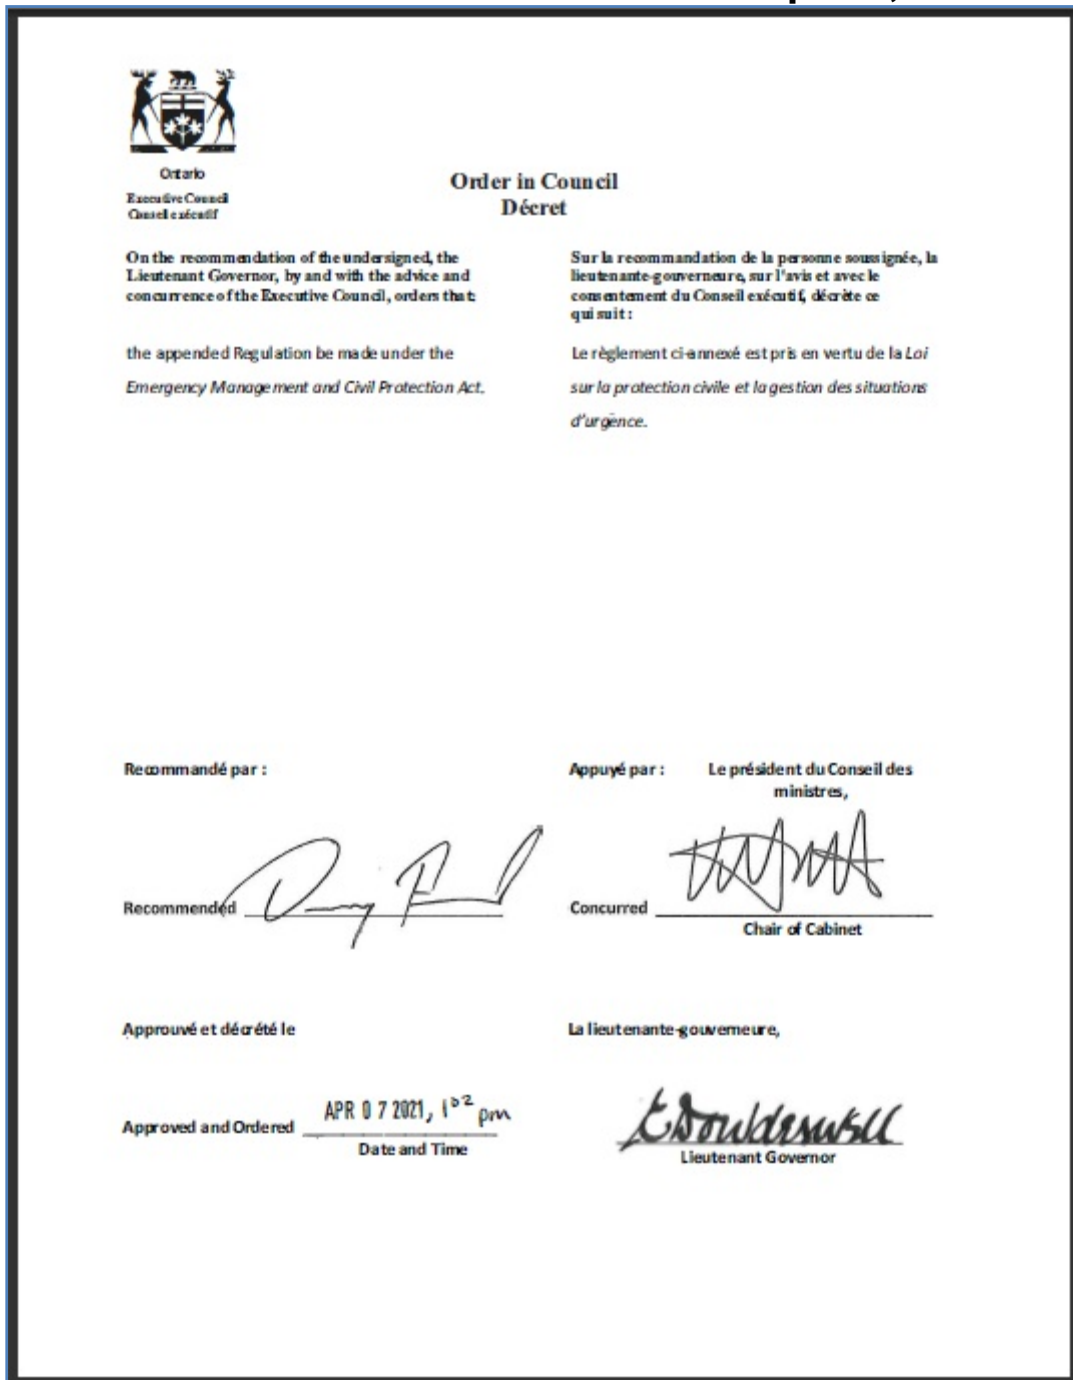 Ontario
Executive Council
Conseil exécutif
Order in Council
Décret
On the recommendation of the undersigned, the
Lieutenant Governor, by and with the advice and
concurrence of the Executive Council, orders that:
the appended Regulation be made under the
Emergency Management and Civil Protection Act.
Sur la recommandation de la personne soussignée, la
lieutenante-gouverneure, sur l'avis et avec le
consentement du Conseil exécutif, décrète ce
qui suit :
Le règlement ci-annexé est pris en vertu de la Loi
sur la protection civile et la gestion des situations
d'urgence.
Recommandé par :
Recommended
Appuyé par : Le président du Conseil des
ministres,
Concurred
Chair of Cabinet
Approuvé et décrété le
Approved and Ordered APR 07 2021, 1 02 pm
Date and Time
La lieutenante-gouverneure,
Lieutenant Governor